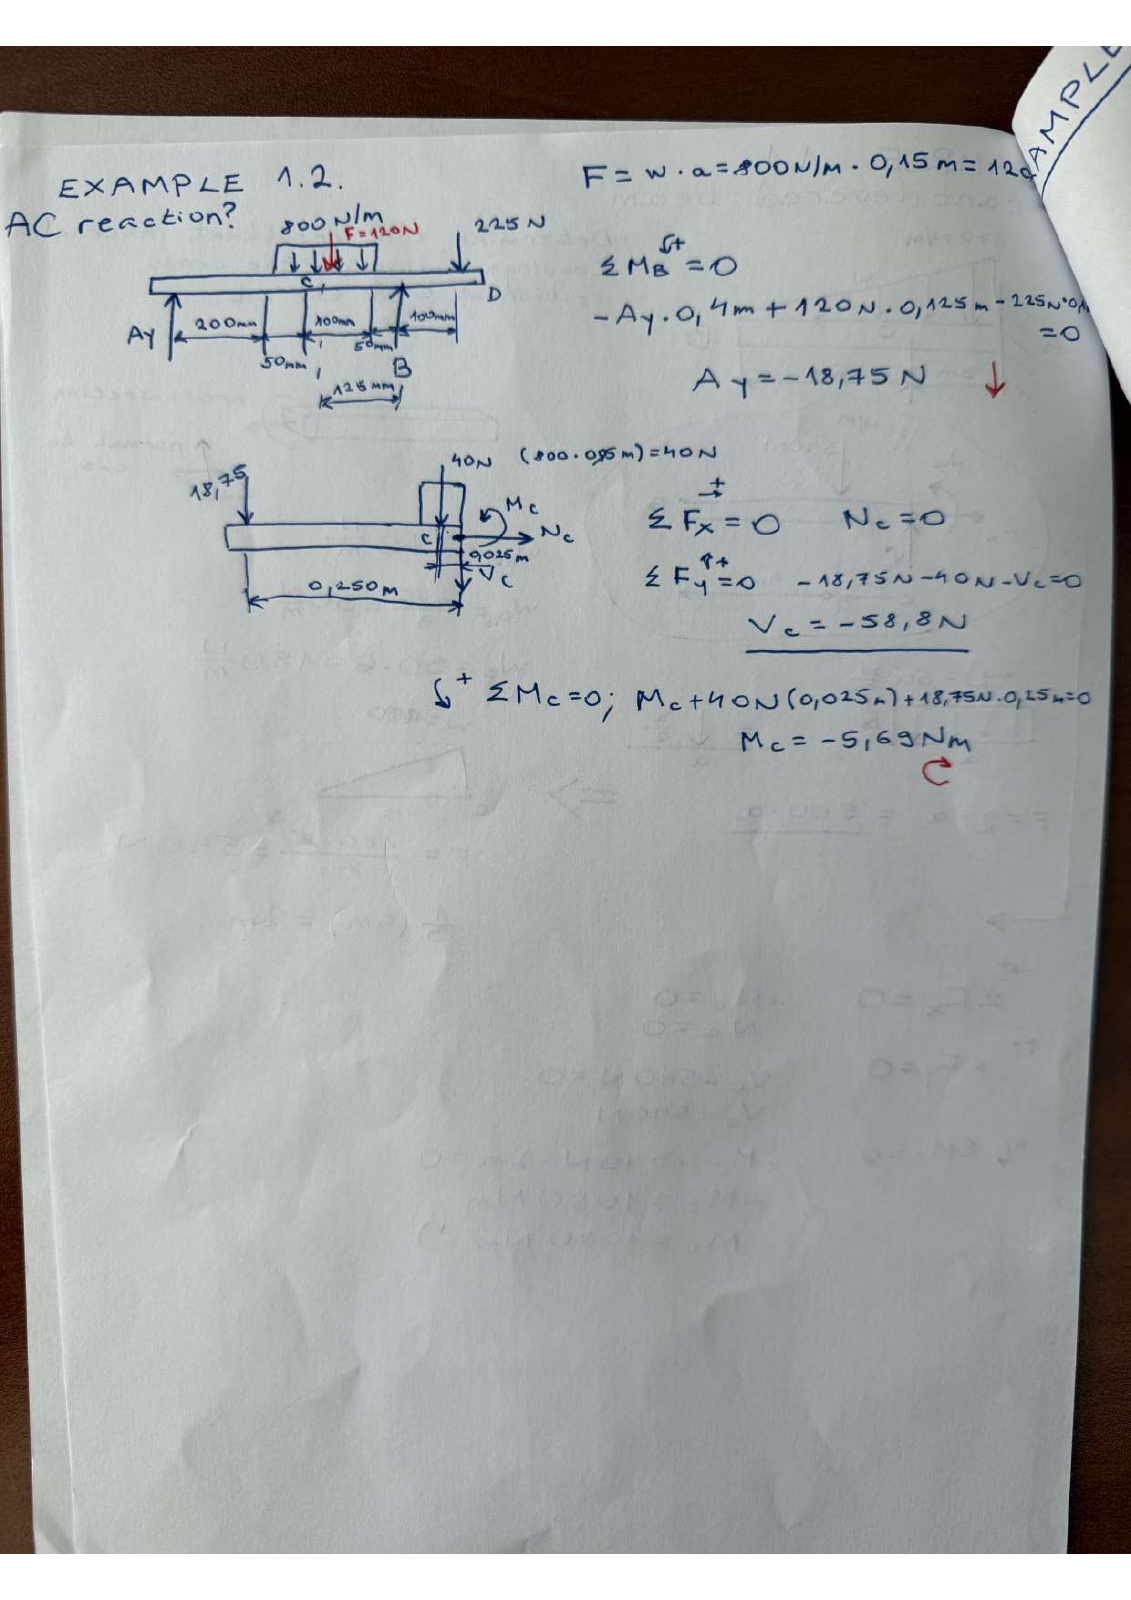 AMPLE
EXAMPLE 1.2.
AC reaction?
F = w · a = 800 N/m · 0,15 m = 120
800 N/m
F = 120 N
225 N
C
D
Ay
200mm
100mm
100mm
50mm
50mm
B
125 mm
ΣMB + = 0
- Ay · 0,4m + 120N · 0,125m - 225N · 0,1
= 0
Ay = -18,75 N
18,75
40N (800 · 0,05 m) = 40N
Mc
C
Nc
0,025m
Vc
0,250m
ΣFx + = 0 Nc = 0
ΣFy + = 0 - 18,75N - 40N - Vc = 0
Vc = -58,8N
+ ΣMc = 0; Mc + 40N (0,025m) + 18,75N · 0,25m = 0
Mc = -5,69Nm